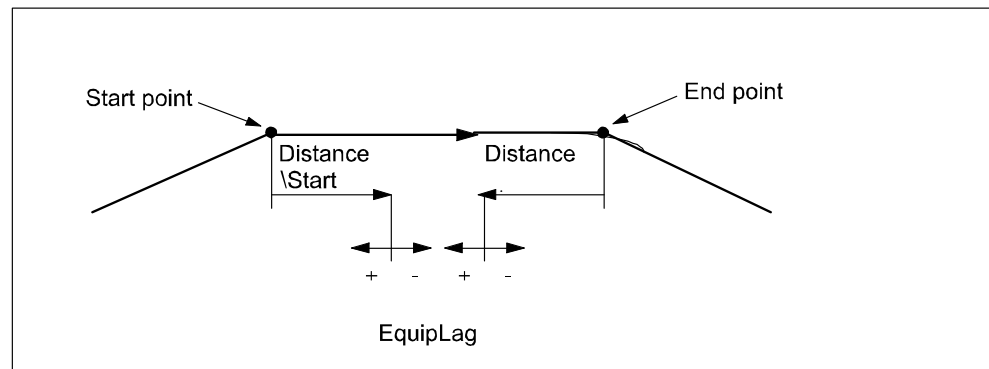 Start point
End point
Distance
\Start
Distance
+ - + -
EquipLag